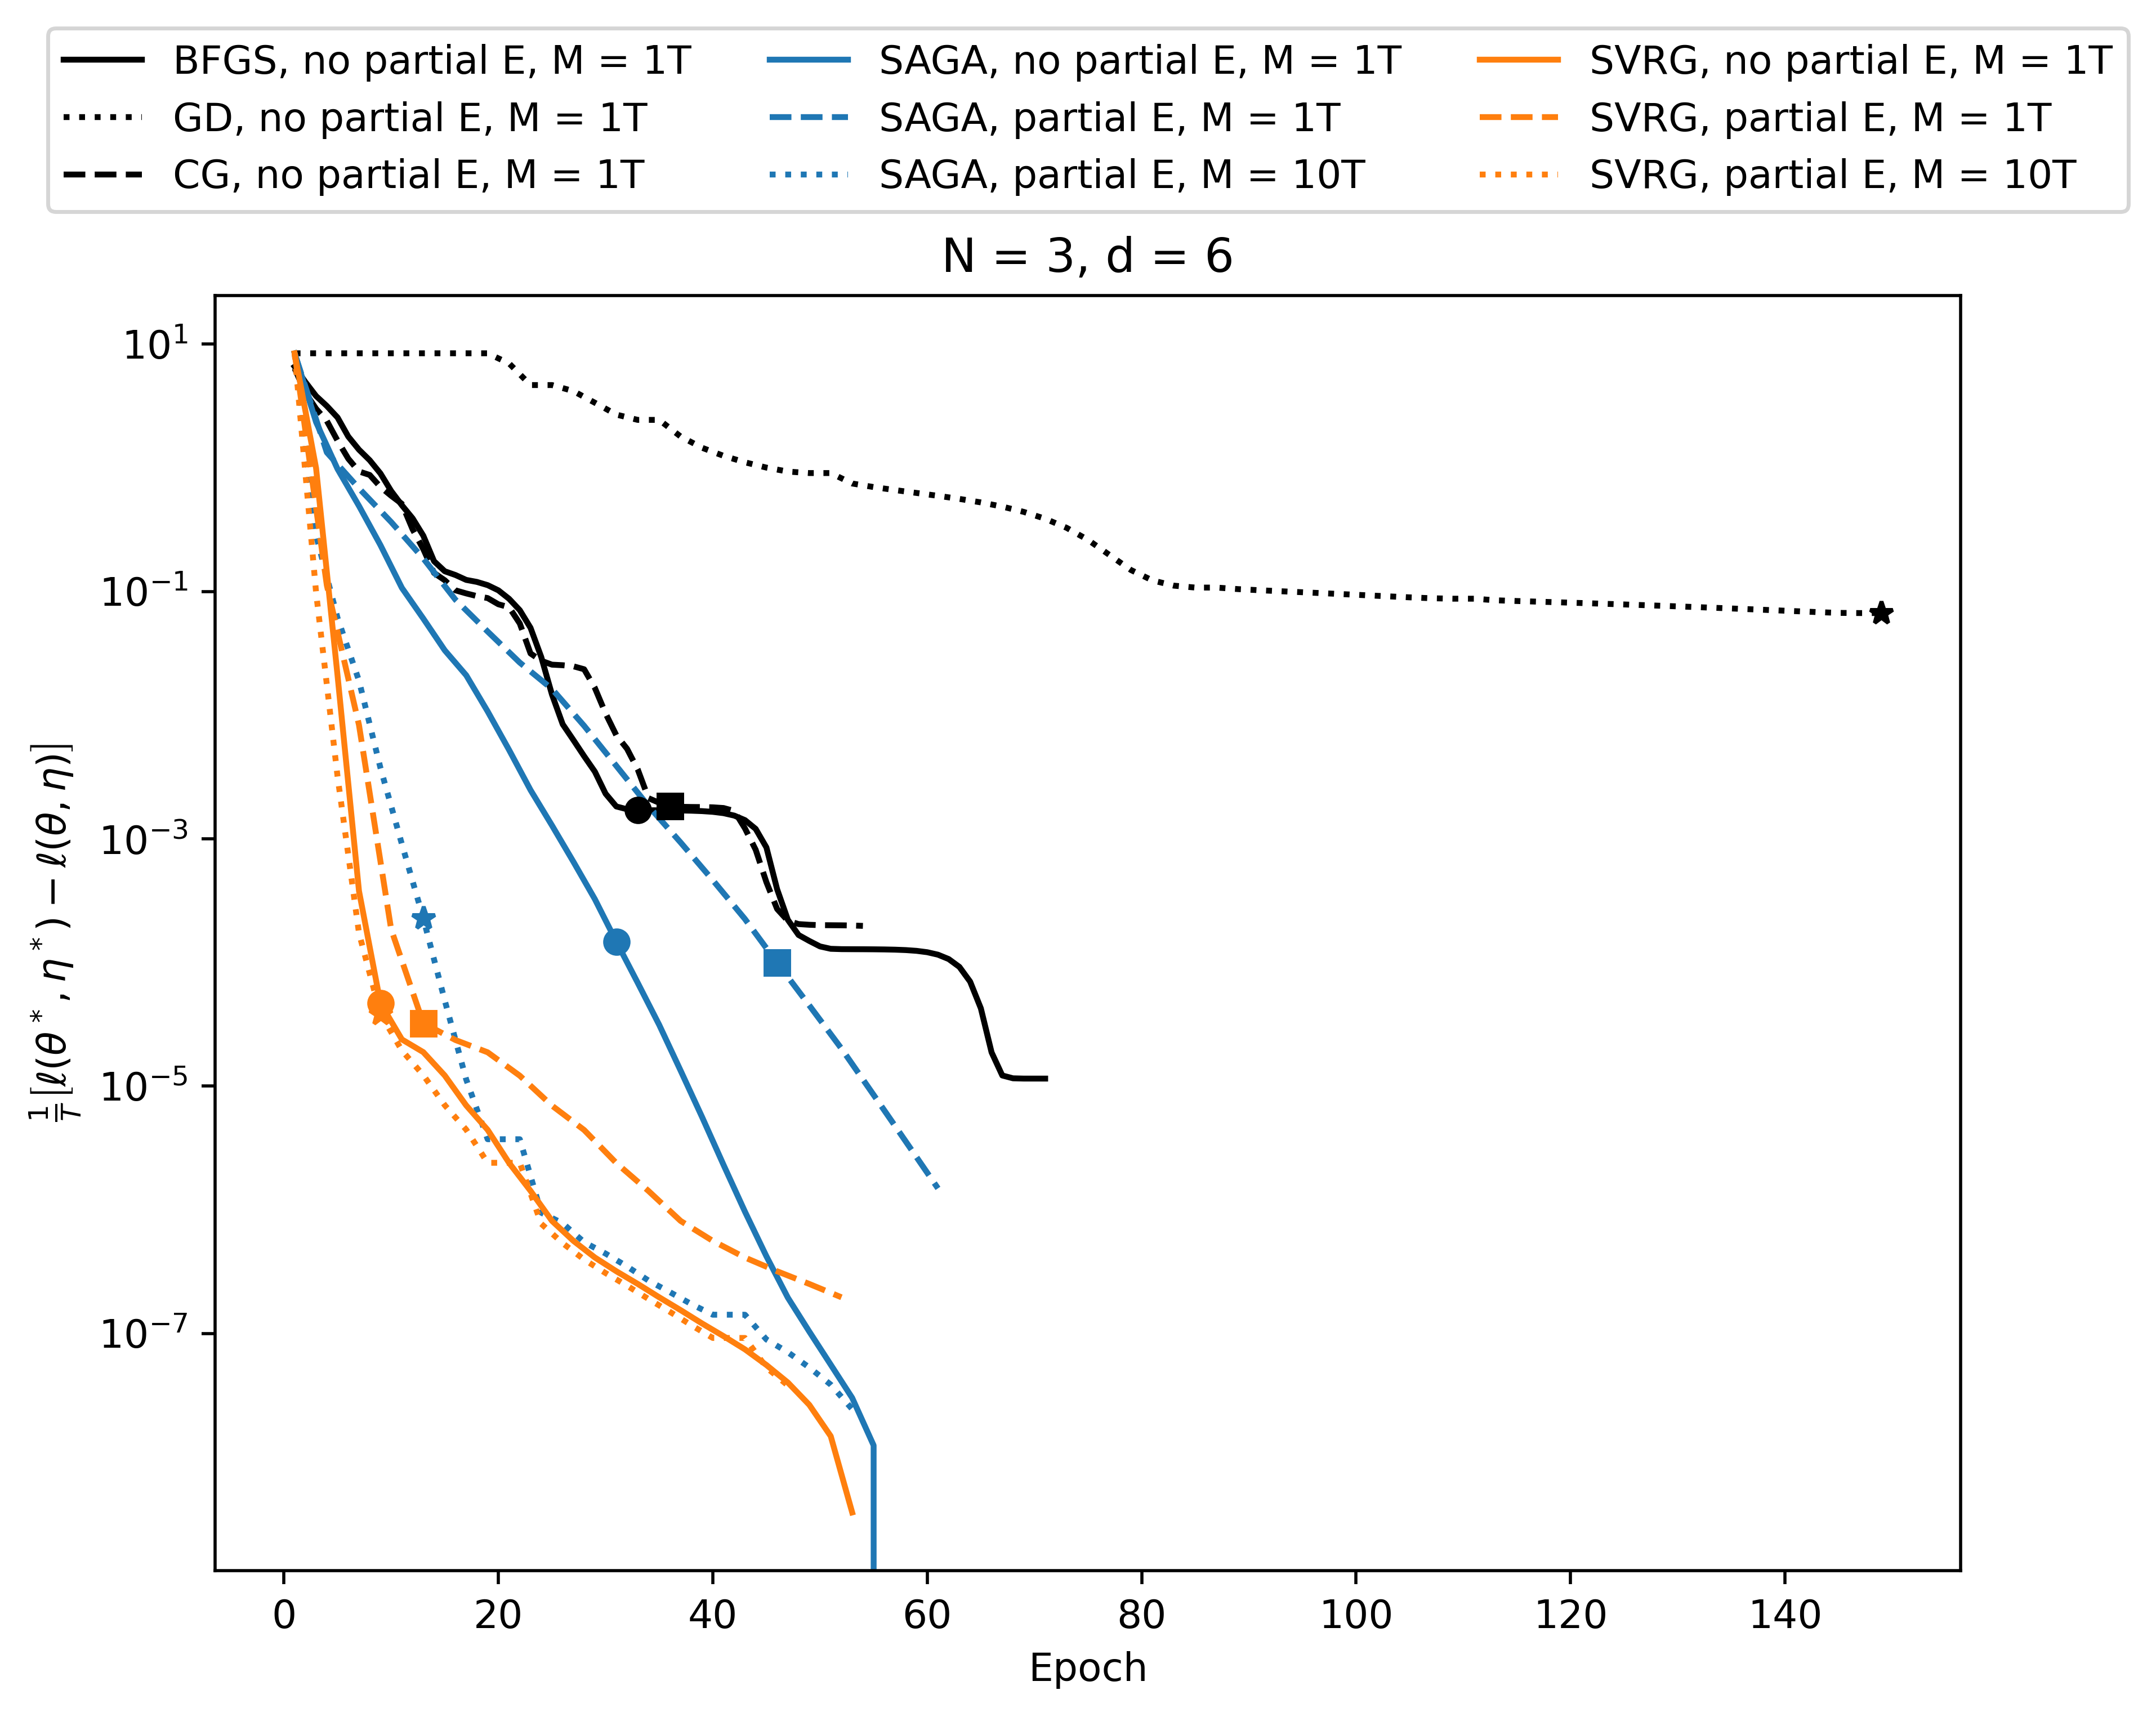 BFGS, no partial E, M = 1T
GD, no partial E, M = 1T
CG, no partial E, M = 1T
SAGA, no partial E, M = 1T
SAGA, partial E, M = 1T
SAGA, partial E, M = 10T
SVRG, no partial E, M = 1T
SVRG, partial E, M = 1T
SVRG, partial E, M = 10T
N = 3, d = 6
10¹
10⁻¹
10⁻³
10⁻⁵
10⁻⁷
1/T [ℓ(θ*, η*) − ℓ(θ, η)]
0 20 40 60 80 100 120 140
Epoch